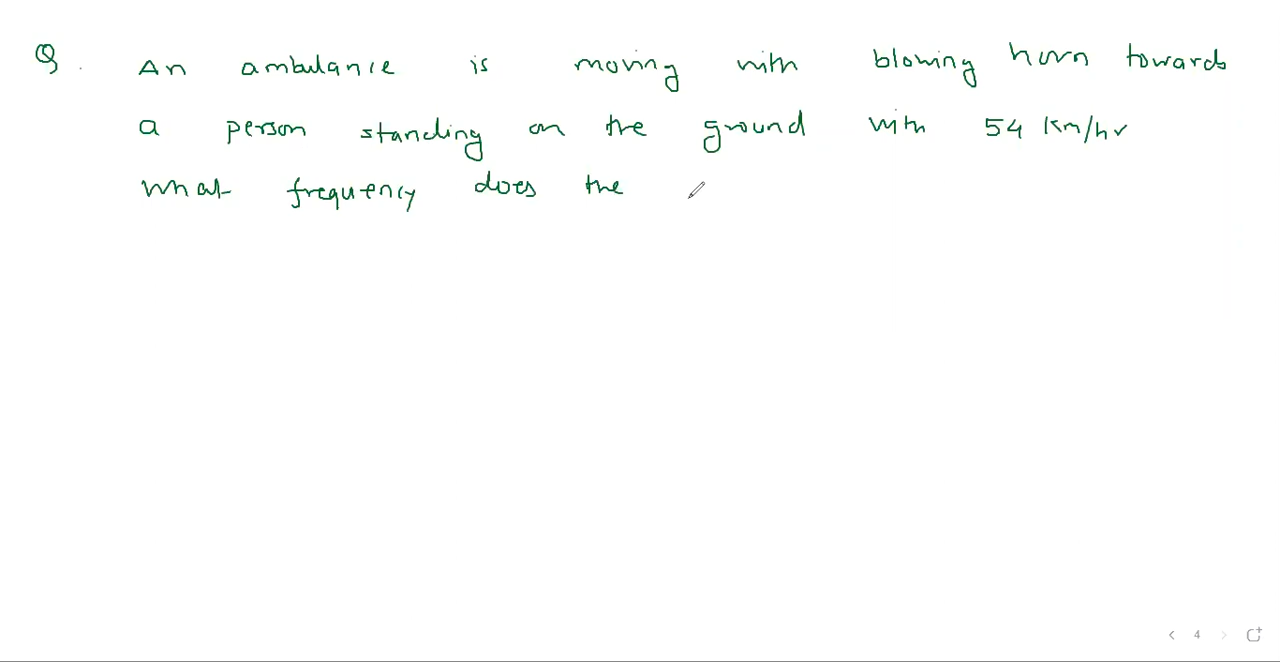 Q. An ambulance is moving with blowing horn towards
a person standing on the ground with 54 Km/hr
what frequency does the
4